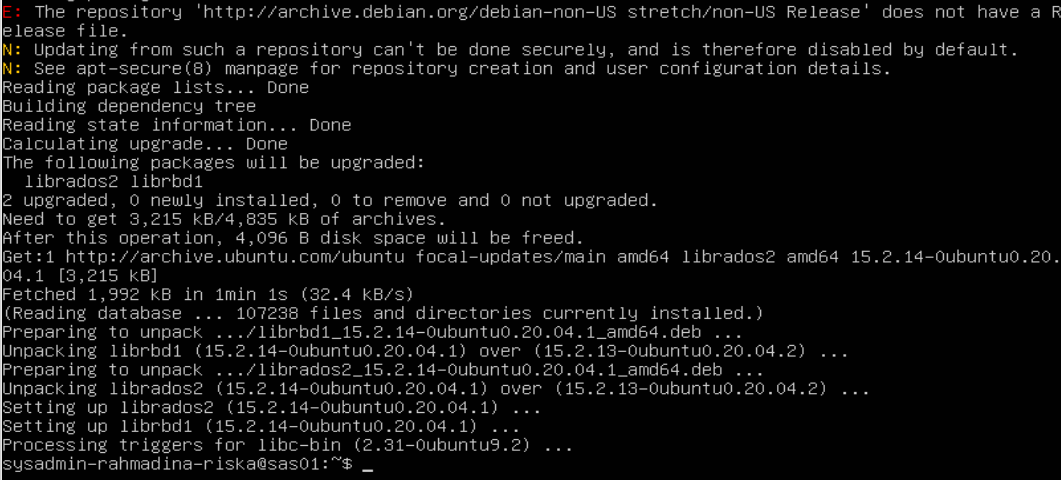 E: The repository 'http://archive.debian.org/debian-non-US stretch/non-US Release' does not have a R
elease file.
N: Updating from such a repository can't be done securely, and is therefore disabled by default.
N: See apt-secure(8) manpage for repository creation and user configuration details.
Reading package lists... Done
Building dependency tree
Reading state information... Done
Calculating upgrade... Done
The following packages will be upgraded:
  librados2 librbd1
2 upgraded, 0 newly installed, 0 to remove and 0 not upgraded.
Need to get 3,215 kB/4,835 kB of archives.
After this operation, 4,096 B disk space will be freed.
Get:1 http://archive.ubuntu.com/ubuntu focal-updates/main amd64 librados2 amd64 15.2.14-0ubuntu0.20.
04.1 [3,215 kB]
Fetched 1,992 kB in 1min 1s (32.4 kB/s)
(Reading database ... 107238 files and directories currently installed.)
Preparing to unpack .../librbd1_15.2.14-0ubuntu0.20.04.1_amd64.deb ...
Unpacking librbd1 (15.2.14-0ubuntu0.20.04.1) over (15.2.13-0ubuntu0.20.04.2) ...
Preparing to unpack .../librados2_15.2.14-0ubuntu0.20.04.1_amd64.deb ...
Unpacking librados2 (15.2.14-0ubuntu0.20.04.1) over (15.2.13-0ubuntu0.20.04.2) ...
Setting up librados2 (15.2.14-0ubuntu0.20.04.1) ...
Setting up librbd1 (15.2.14-0ubuntu0.20.04.1) ...
Processing triggers for libc-bin (2.31-0ubuntu9.2) ...
sysadmin-rahmadina-riska@sas01:~$ _